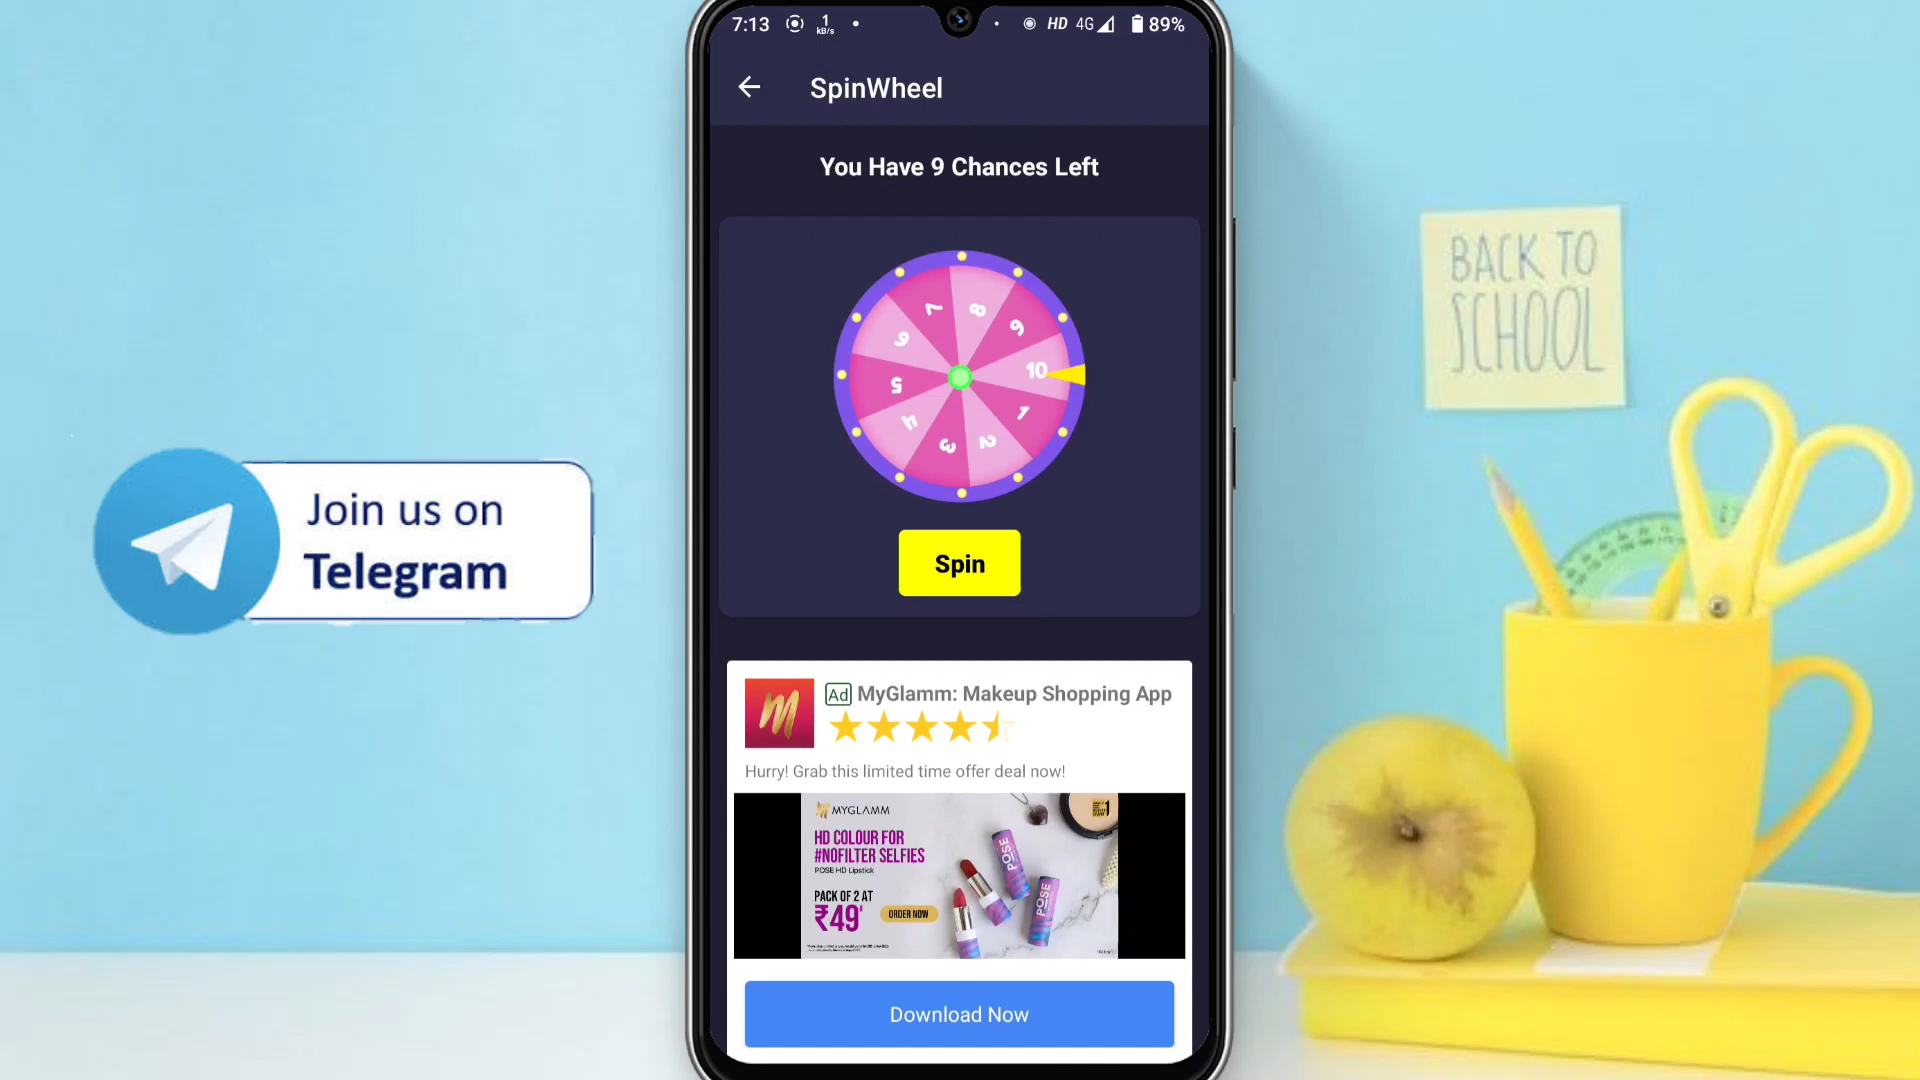 7:13
1
kB/s
HD 4G 89%
SpinWheel
You Have 9 Chances Left
7
8
9
6
10
5
1
4
3
2
Spin
Join us on
Telegram
BACK TO
SCHOOL
Ad MyGlamm: Makeup Shopping App
Hurry! Grab this limited time offer deal now!
MYGLAMM
HD COLOUR FOR
#NOFILTER SELFIES
POSE HD Lipstick
PACK OF 2 AT
₹49*
ORDER NOW
POSE
POSE
Download Now